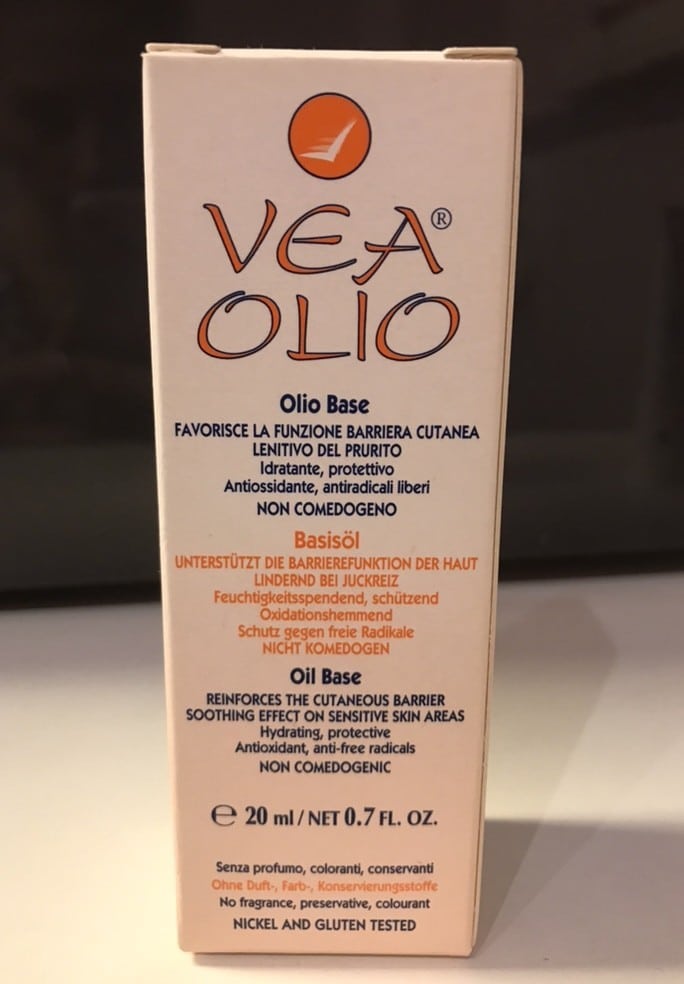 VEA®
OLIO
Olio Base
FAVORISCE LA FUNZIONE BARRIERA CUTANEA
LENITIVO DEL PRURITO
Idratante, protettivo
Antiossidante, antiradicali liberi
NON COMEDOGENO
Basisöl
UNTERSTÜTZT DIE BARRIEREFUNKTION DER HAUT
LINDERND BEI JUCKREIZ
Feuchtigkeitsspendend, schützend
Oxidationshemmend
Schutz gegen freie Radikale
NICHT KOMEDOGEN
Oil Base
REINFORCES THE CUTANEOUS BARRIER
SOOTHING EFFECT ON SENSITIVE SKIN AREAS
Hydrating, protective
Antioxidant, anti-free radicals
NON COMEDOGENIC
℮ 20 ml / NET 0.7 FL. OZ.
Senza profumo, coloranti, conservanti
Ohne Duft-, Farb-, Konservierungsstoffe
No fragrance, preservative, colourant
NICKEL AND GLUTEN TESTED